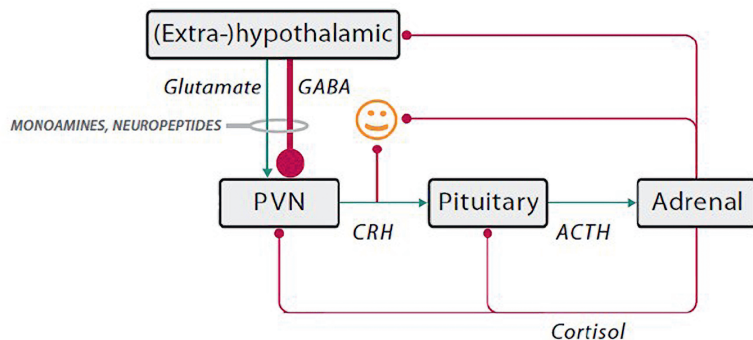 (Extra-)hypothalamic
Glutamate GABA
MONOAMINES, NEUROPEPTIDES
PVN
CRH
Pituitary
ACTH
Adrenal
Cortisol